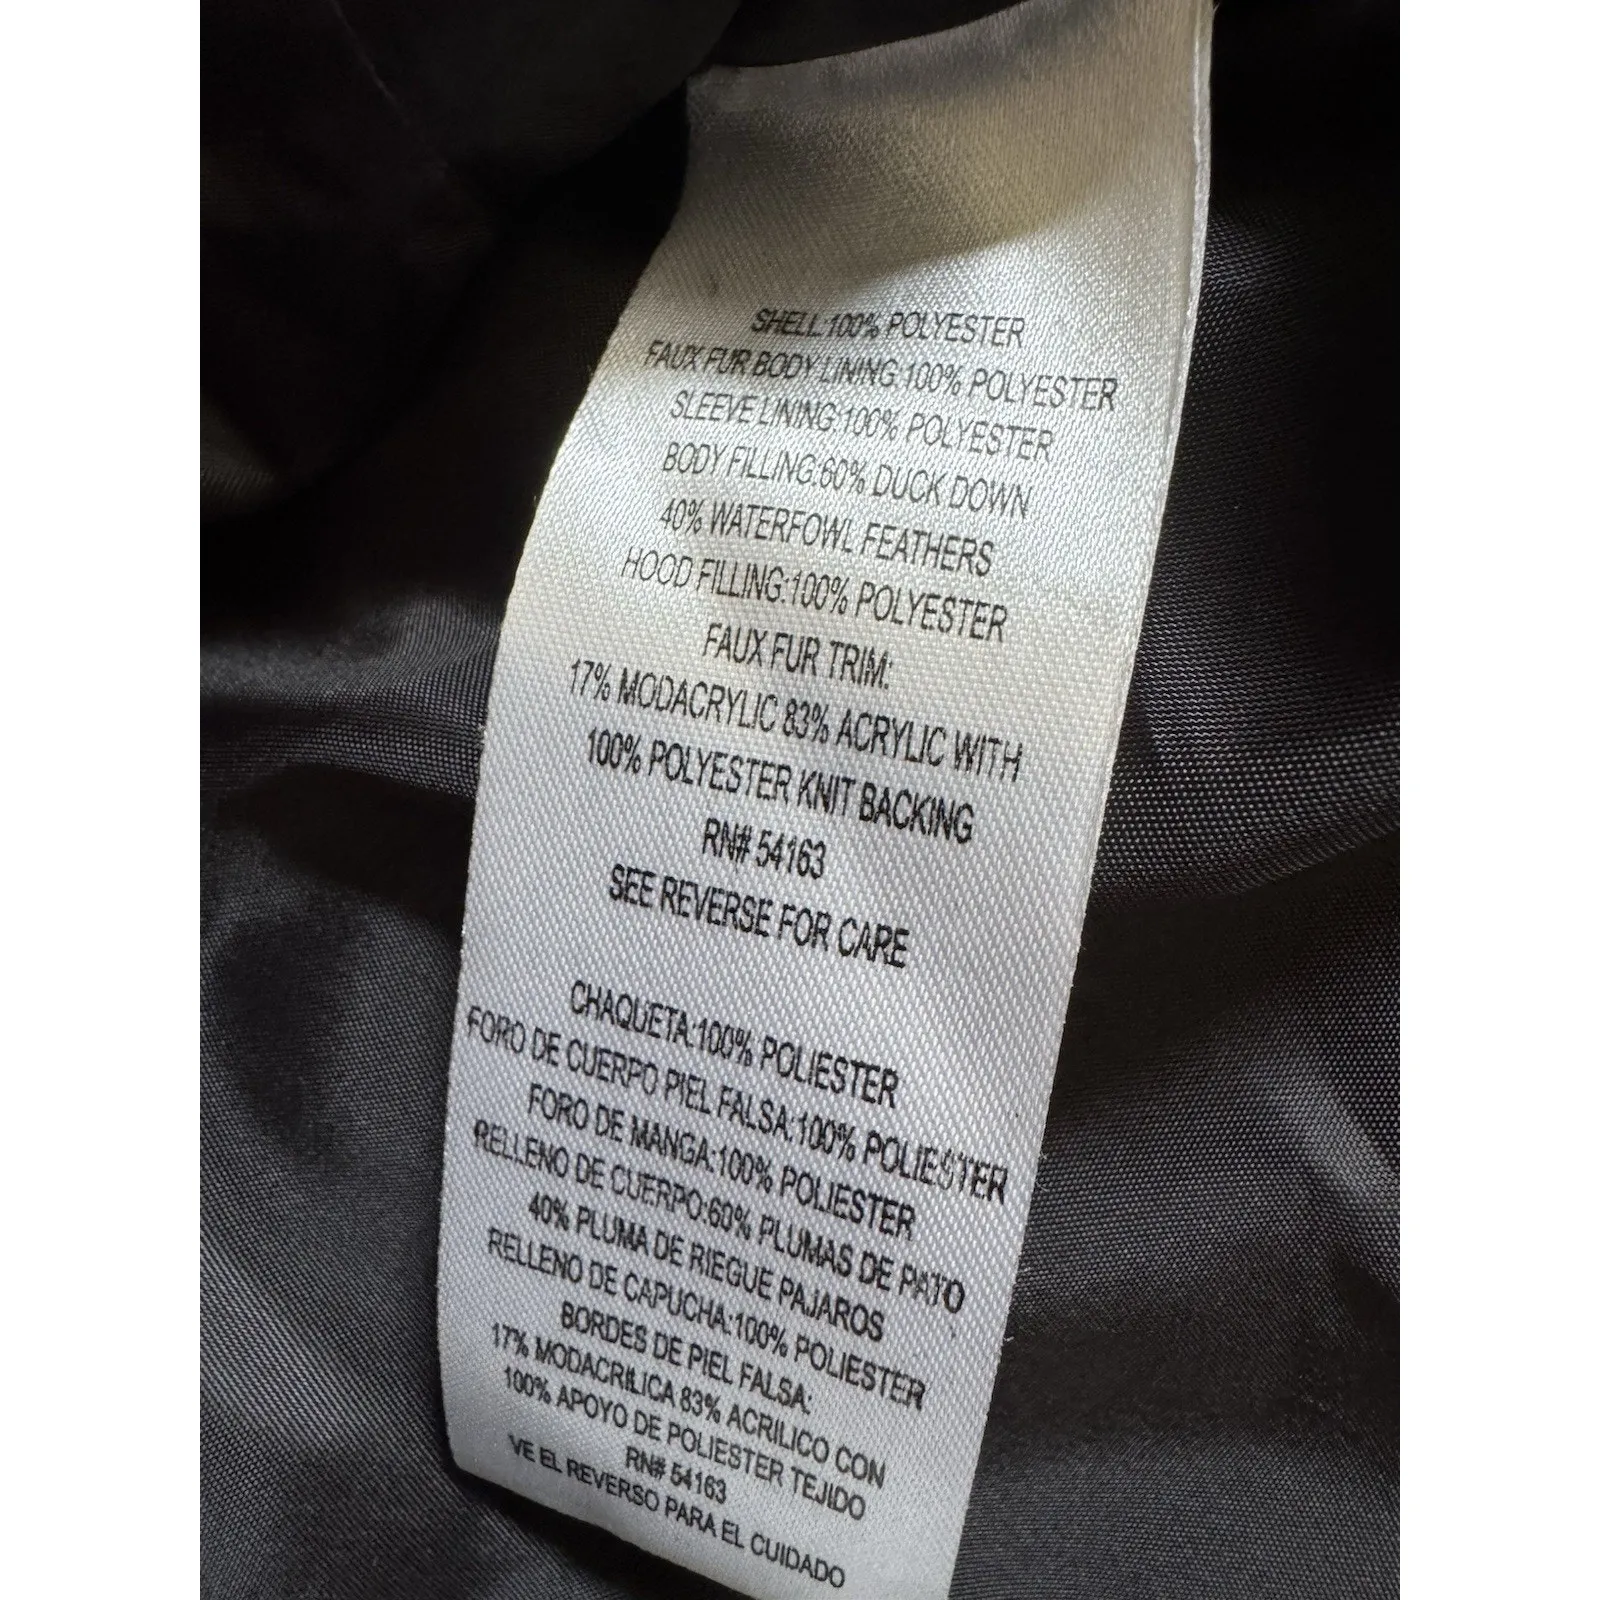 SHELL:100% POLYESTER
FAUX FUR BODY LINING:100% POLYESTER
SLEEVE LINING:100% POLYESTER
BODY FILLING:60% DUCK DOWN
40% WATERFOWL FEATHERS
HOOD FILLING:100% POLYESTER
FAUX FUR TRIM:
17% MODACRYLIC 83% ACRYLIC WITH
100% POLYESTER KNIT BACKING
RN# 54163
SEE REVERSE FOR CARE
CHAQUETA:100% POLIESTER
FORO DE CUERPO PIEL FALSA:100% POLIESTER
FORO DE MANGA:100% POLIESTER
RELLENO DE CUERPO:60% PLUMAS DE PATO
40% PLUMA DE RIEGUE PAJAROS
RELLENO DE CAPUCHA:100% POLIESTER
BORDES DE PIEL FALSA:
17% MODACRILICA 83% ACRILICO CON
100% APOYO DE POLIESTER TEJIDO
RN# 54163
VE EL REVERSO PARA EL CUIDADO